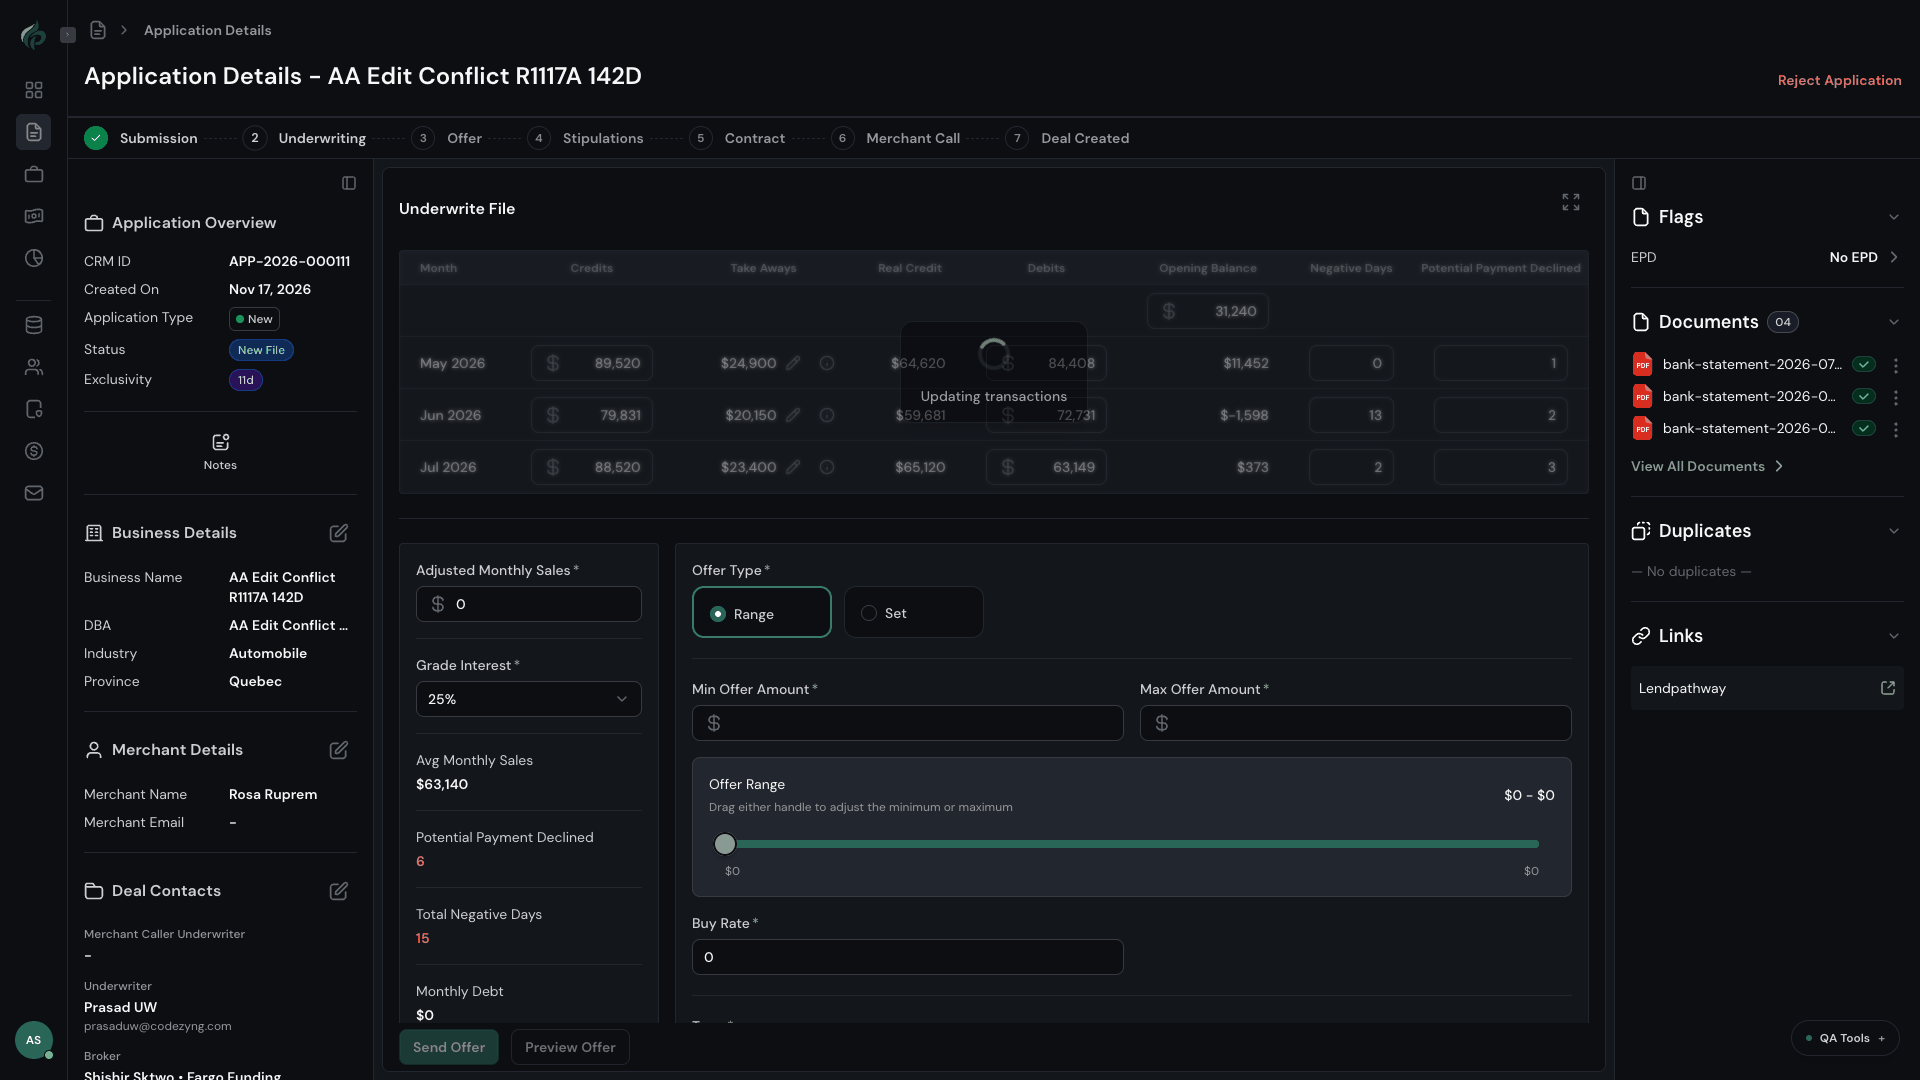 Application Details
Application Details – AA Edit Conflict R1117A 142D
Reject Application
Submission
2 Underwriting
3 Offer
4 Stipulations
5 Contract
6 Merchant Call
7 Deal Created
Application Overview
CRM ID APP-2026-000111
Created On Nov 17, 2026
Application Type New
Status New File
Exclusivity 11d
Notes
Business Details
Business Name AA Edit Conflict
R1117A 142D
DBA AA Edit Conflict ...
Industry Automobile
Province Quebec
Merchant Details
Merchant Name Rosa Ruprem
Merchant Email –
Deal Contacts
Merchant Caller Underwriter
–
Underwriter
Prasad UW
prasaduw@codezyng.com
Broker
Shishir Sktwo • Fargo Funding
AS
Underwrite File
Month Credits Take Aways Real Credit Debits Opening Balance Negative Days Potential Payment Declined
$ 31,240
May 2026 $ 89,520 $24,900 $64,620 $ 84,408 $11,452 0 1
Updating transactions
Jun 2026 $ 79,831 $20,150 $59,681 $ 72,731 $-1,598 13 2
Jul 2026 $ 88,520 $23,400 $65,120 $ 63,149 $373 2 3
Adjusted Monthly Sales *
$ 0
Grade Interest *
25%
Avg Monthly Sales
$63,140
Potential Payment Declined
6
Total Negative Days
15
Monthly Debt
$0
Offer Type *
Range
Set
Min Offer Amount *
$
Max Offer Amount *
$
Offer Range
Drag either handle to adjust the minimum or maximum
$0 – $0
$0 $0
Buy Rate *
0
Send Offer
Preview Offer
Flags
EPD No EPD
Documents 04
PDF bank-statement-2026-07...
PDF bank-statement-2026-0...
PDF bank-statement-2026-0...
View All Documents
Duplicates
— No duplicates —
Links
Lendpathway
QA Tools +